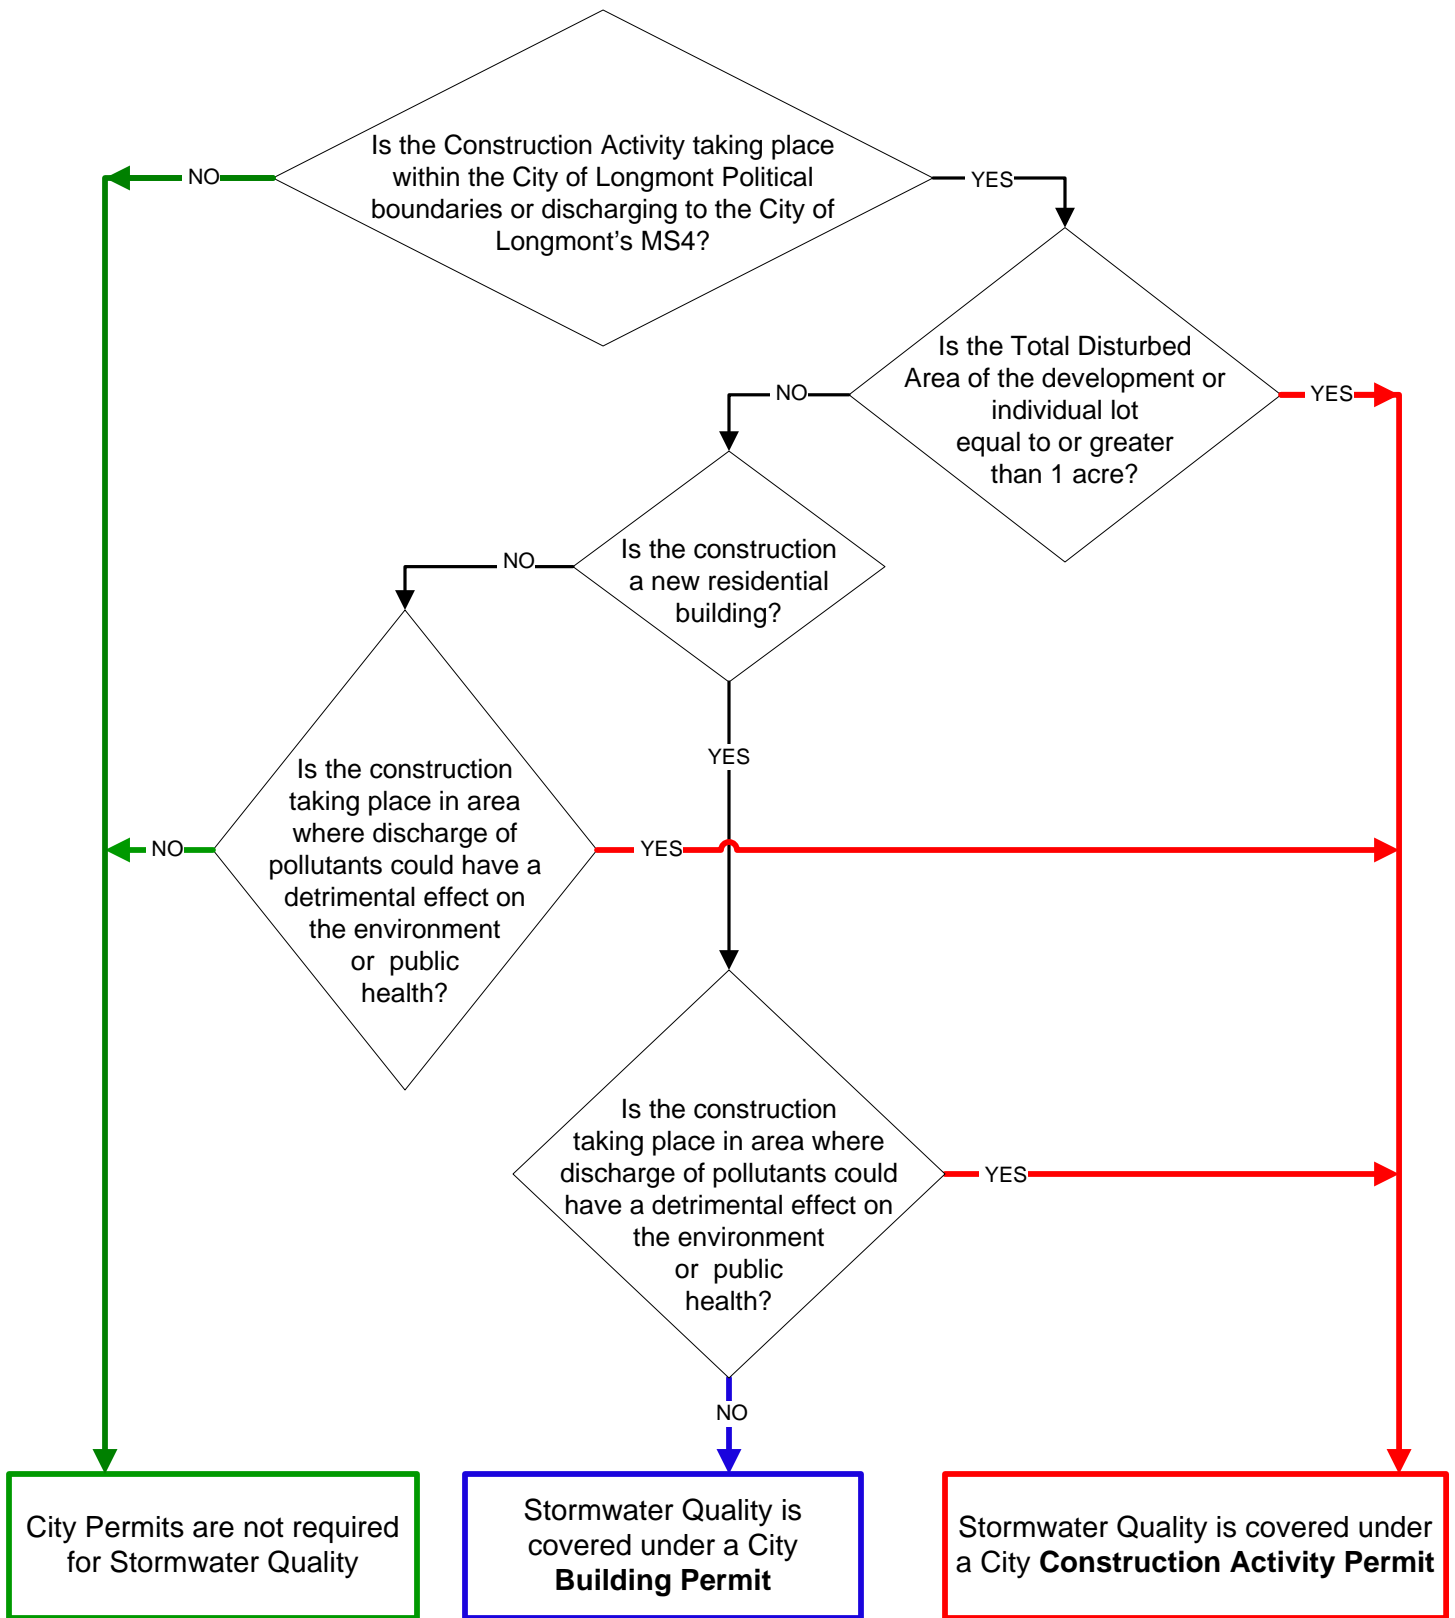 Is the Construction Activity taking place
within the City of Longmont Political
boundaries or discharging to the City of
Longmont's MS4?
NO
YES
Is the Total Disturbed
Area of the development or
individual lot
equal to or greater
than 1 acre?
NO
YES
Is the construction
a new residential
building?
NO
YES
Is the construction
taking place in area
where discharge of
pollutants could have a
detrimental effect on
the environment
or public
health?
NO
YES
Is the construction
taking place in area where
discharge of pollutants could
have a detrimental effect on
the environment
or public
health?
YES
NO
City Permits are not required
for Stormwater Quality
Stormwater Quality is
covered under a City
Building Permit
Stormwater Quality is covered under
a City Construction Activity Permit